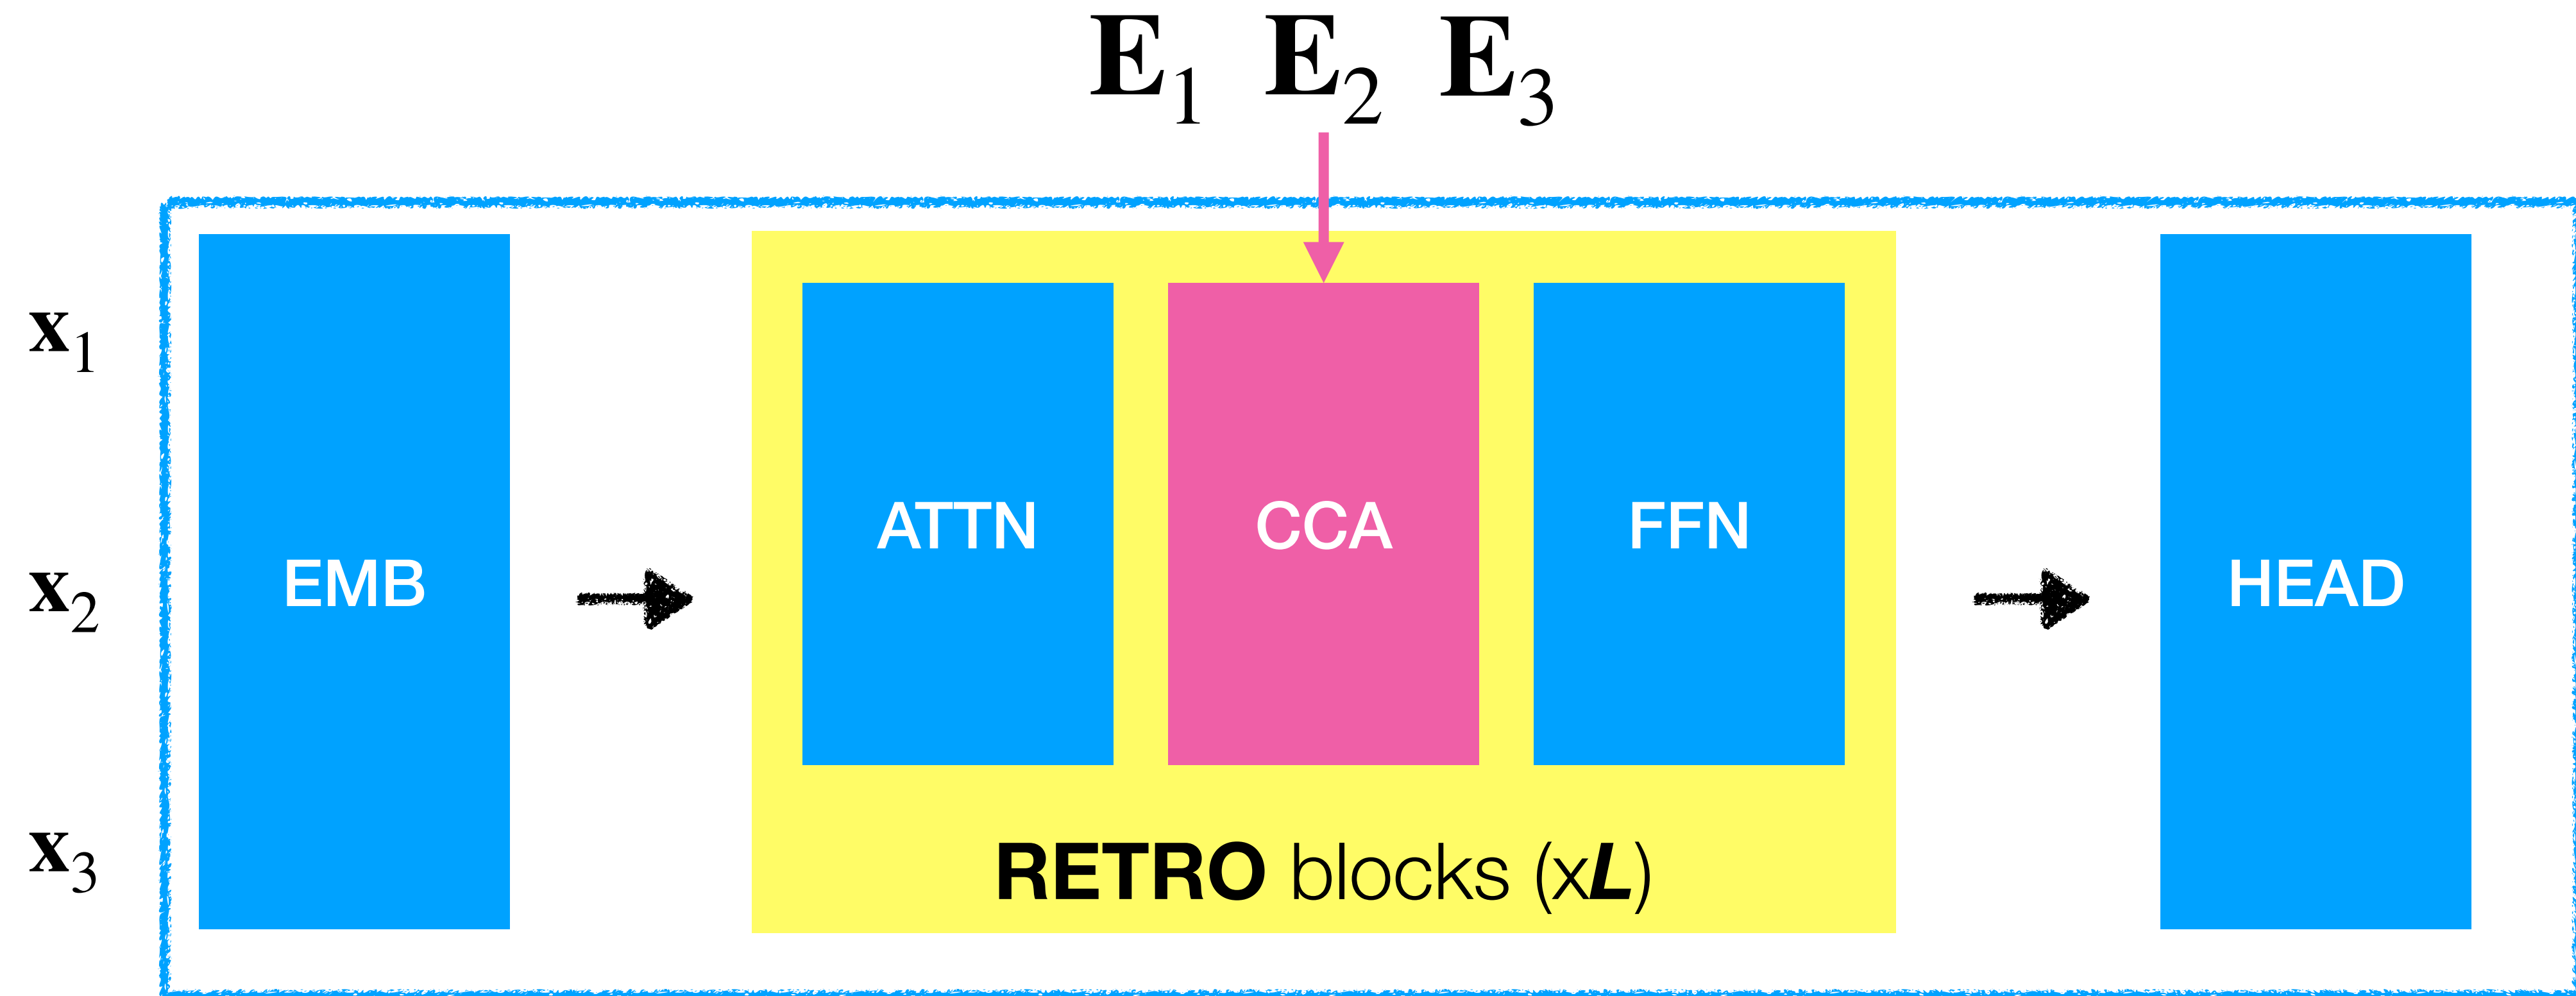 E1 E2 E3
x1
x2
x3
EMB
ATTN
CCA
FFN
RETRO blocks (xL)
HEAD